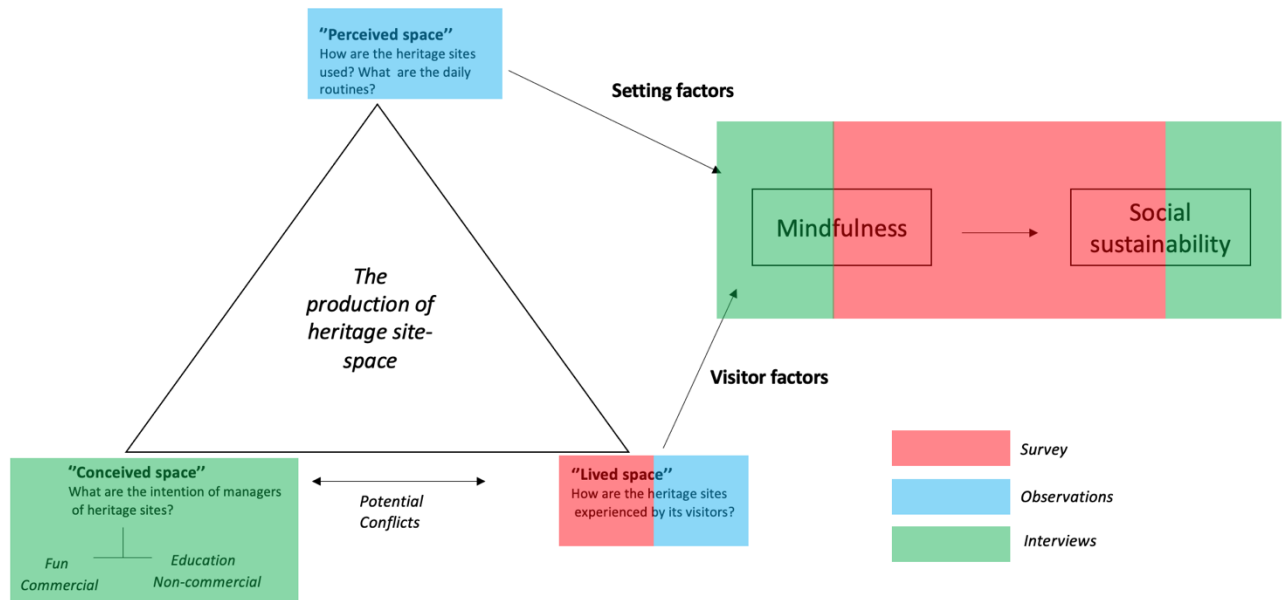 ‘’Perceived space’’
How are the heritage sites
used? What are the daily
routines?
Setting factors
Mindfulness
Social
sustainability
The
production of
heritage site-
space
Visitor factors
‘’Conceived space’’
What are the intention of managers
of heritage sites?
Fun
Commercial
Education
Non-commercial
Potential
Conflicts
‘’Lived space’’
How are the heritage sites
experienced by its visitors?
Survey
Observations
Interviews